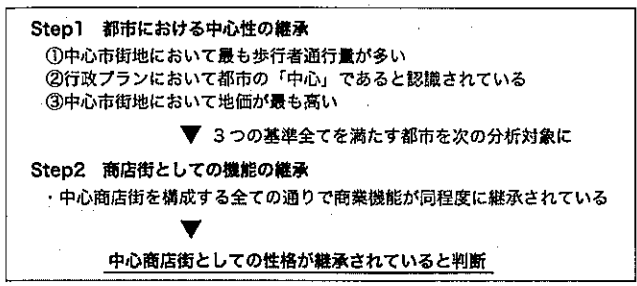 Step1 都市における中心性の継承
①中心市街地において最も歩行者通行量が多い
②行政プランにおいて都市の「中心」であると認識されている
③中心市街地において地価が最も高い
▼ 3つの基準全てを満たす都市を次の分析対象に
Step2 商店街としての機能の継承
・中心商店街を構成する全ての通りで商業機能が同程度に継承されている
▼
中心商店街としての性格が継承されていると判断